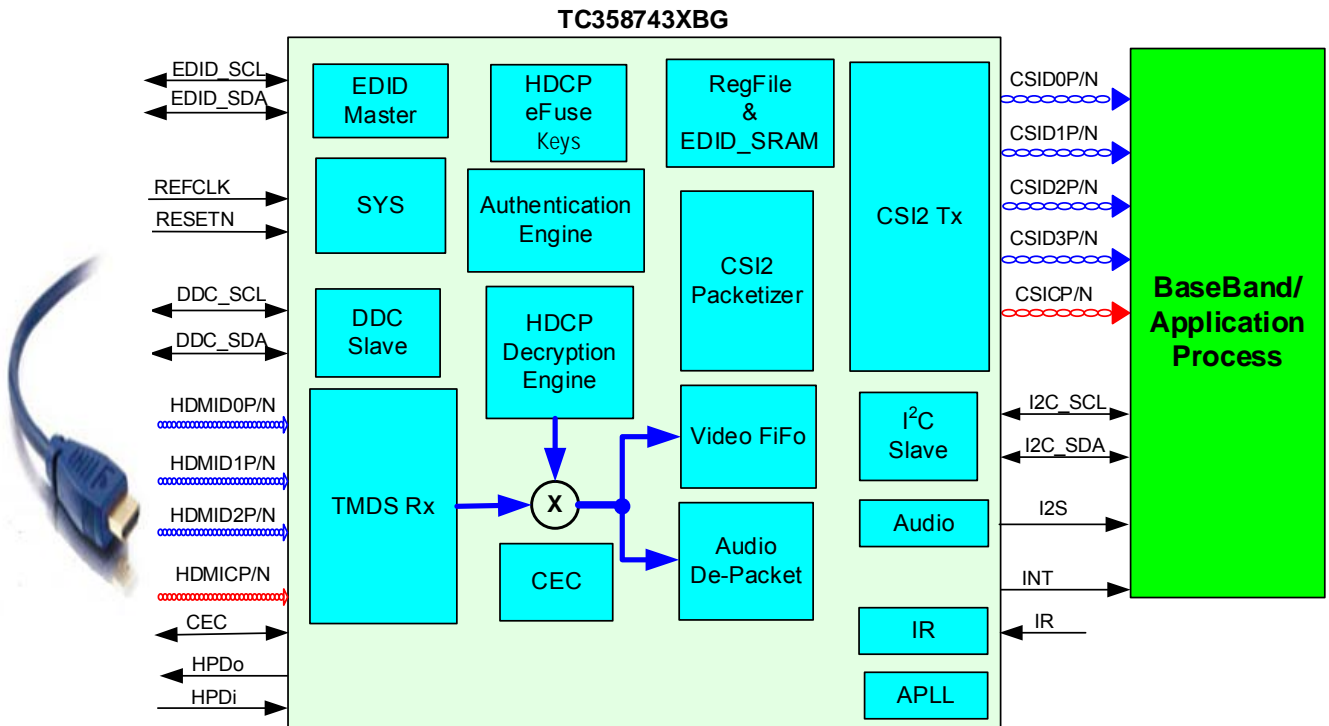 TC358743XBG
EDID_SCL
EDID_SDA
REFCLK
RESETN
DDC_SCL
DDC_SDA
HDMID0P/N
HDMID1P/N
HDMID2P/N
HDMICP/N
CEC
HPDo
HPDi
EDID
Master
HDCP
eFuse
Keys
RegFile
&
EDID_SRAM
SYS
Authentication
Engine
CSI2
Packetizer
CSI2 Tx
DDC
Slave
HDCP
Decryption
Engine
TMDS Rx
X
Video FiFo
I²C
Slave
CEC
Audio
De-Packet
Audio
IR
APLL
CSID0P/N
CSID1P/N
CSID2P/N
CSID3P/N
CSICP/N
I2C_SCL
I2C_SDA
I2S
INT
IR
BaseBand/
Application
Process